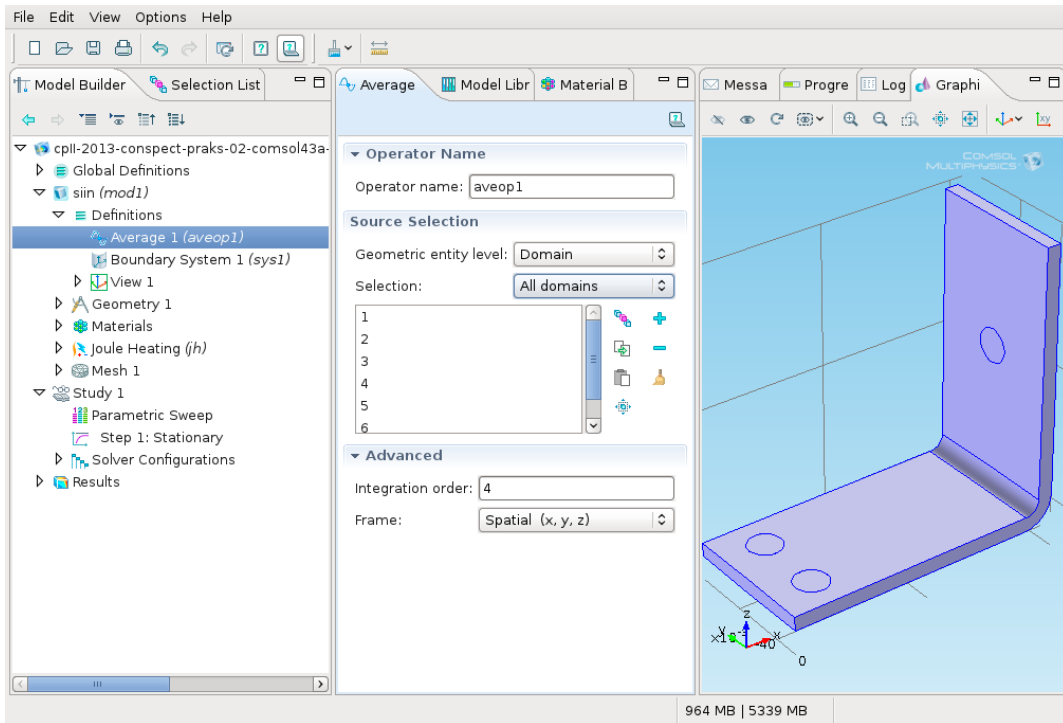 File Edit View Options Help
Model Builder Selection List
cpII-2013-conspect-praks-02-comsol43a-
Global Definitions
siin (mod1)
Definitions
Average 1 (aveop1)
Boundary System 1 (sys1)
View 1
Geometry 1
Materials
Joule Heating (jh)
Mesh 1
Study 1
Parametric Sweep
Step 1: Stationary
Solver Configurations
Results
Average Model Libr Material B
Operator Name
Operator name: aveop1
Source Selection
Geometric entity level: Domain
Selection: All domains
1
2
3
4
5
6
Advanced
Integration order: 4
Frame: Spatial (x, y, z)
Messa Progre Log Graphi
COMSOL
MULTIPHYSICS
z
y x
-40
0
964 MB | 5339 MB